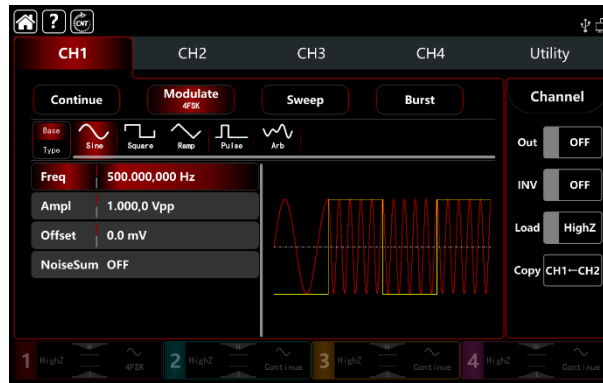 ? CNT
CH1 CH2 CH3 CH4 Utility
Continue Modulate Sweep Burst Channel
4FSK
Base
Type Sine Square Ramp Pulse Arb
Out OFF
Freq 500.000,000 Hz
INV OFF
Ampl 1.000,0 Vpp
Offset 0.0 mV
Load HighZ
NoiseSum OFF
Copy CH1←CH2
1 HighZ 4FSK 2 HighZ Continue 3 HighZ Continue 4 HighZ Continue